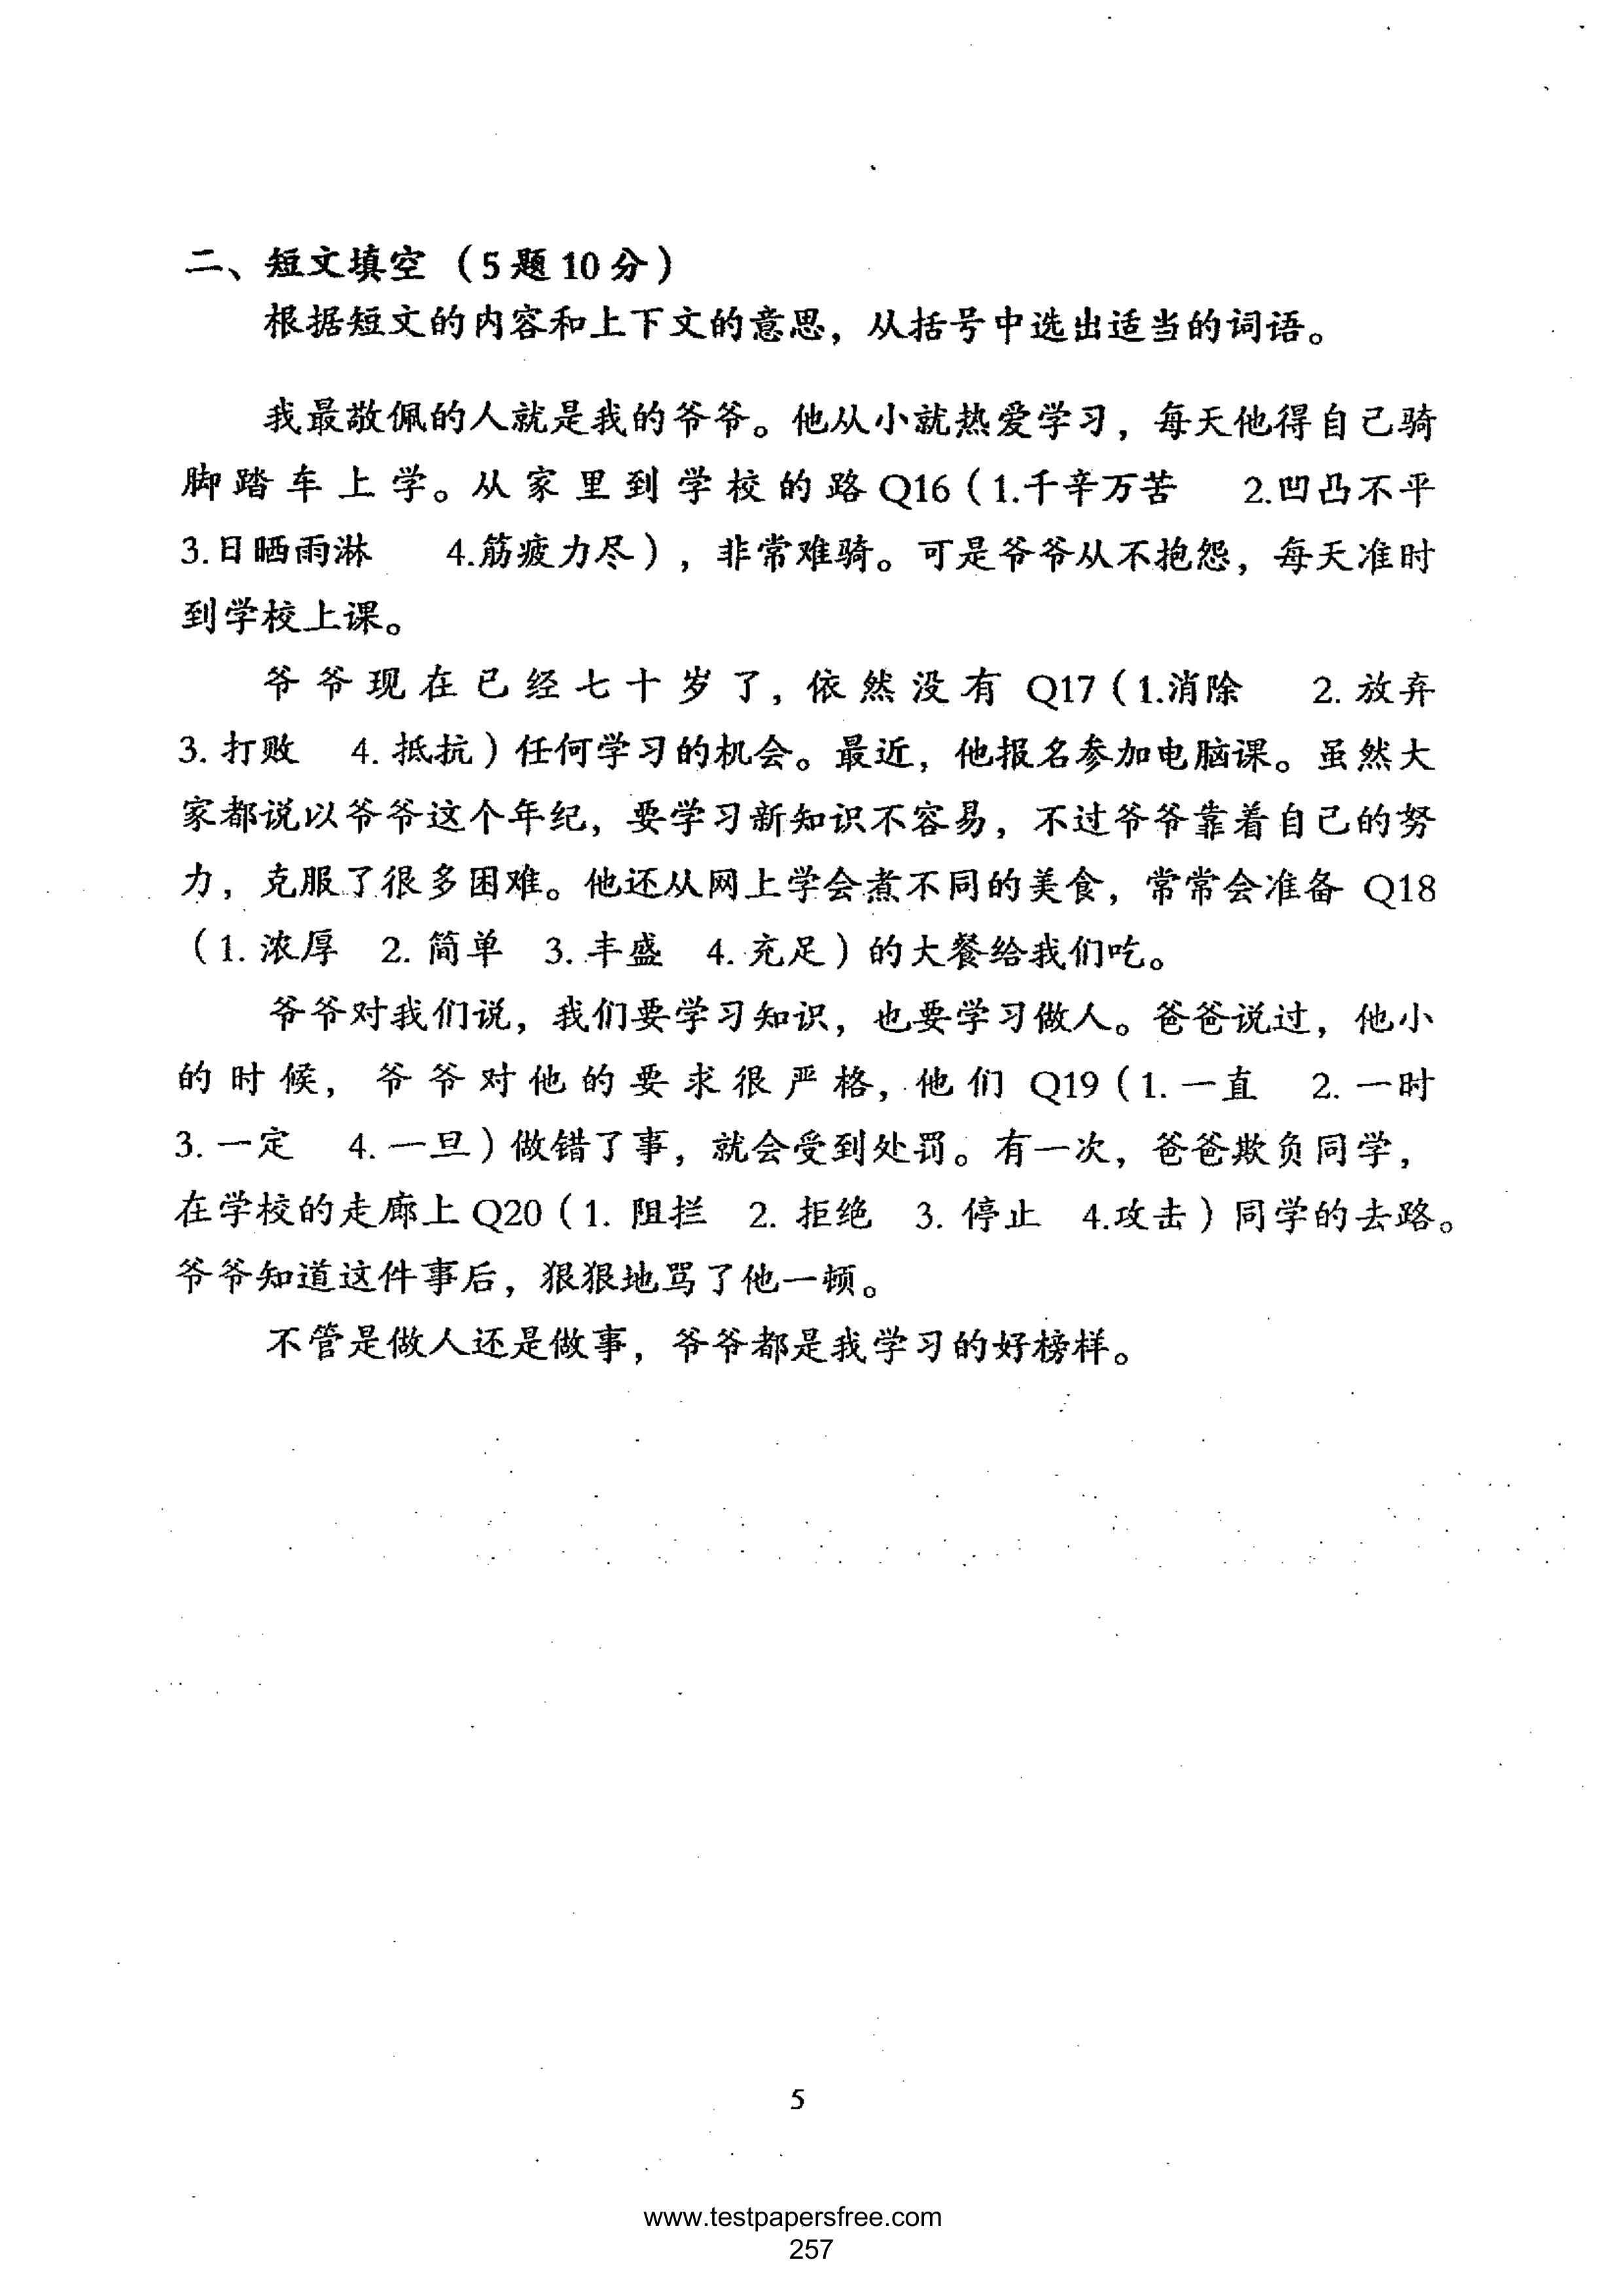 二、短文填空（5题10分）
根据短文的内容和上下文的意思，从括号中选出适当的词语。
我最敬佩的人就是我的爷爷。他从小就热爱学习，每天他得自己骑
脚踏车上学。从家里到学校的路Q16（1.千辛万苦 2.凹凸不平
3.日晒雨淋 4.筋疲力尽），非常难骑。可是爷爷从不抱怨，每天准时
到学校上课。
爷爷现在已经七十岁了，依然没有 Q17（1.消除 2. 放弃
3. 打败 4. 抵抗）任何学习的机会。最近，他报名参加电脑课。虽然大
家都说以爷爷这个年纪，要学习新知识不容易，不过爷爷靠着自己的努
力，克服了很多困难。他还从网上学会煮不同的美食，常常会准备 Q18
（1. 浓厚 2. 简单 3. 丰盛 4. 充足）的大餐给我们吃。
爷爷对我们说，我们要学习知识，也要学习做人。爸爸说过，他小
的时候，爷爷对他的要求很严格，他们 Q19（1. 一直 2. 一时
3. 一定 4. 一旦）做错了事，就会受到处罚。有一次，爸爸欺负同学，
在学校的走廊上 Q20（1. 阻拦 2. 拒绝 3. 停止 4.攻击）同学的去路。
爷爷知道这件事后，狠狠地骂了他一顿。
不管是做人还是做事，爷爷都是我学习的好榜样。
5
www.testpapersfree.com
257